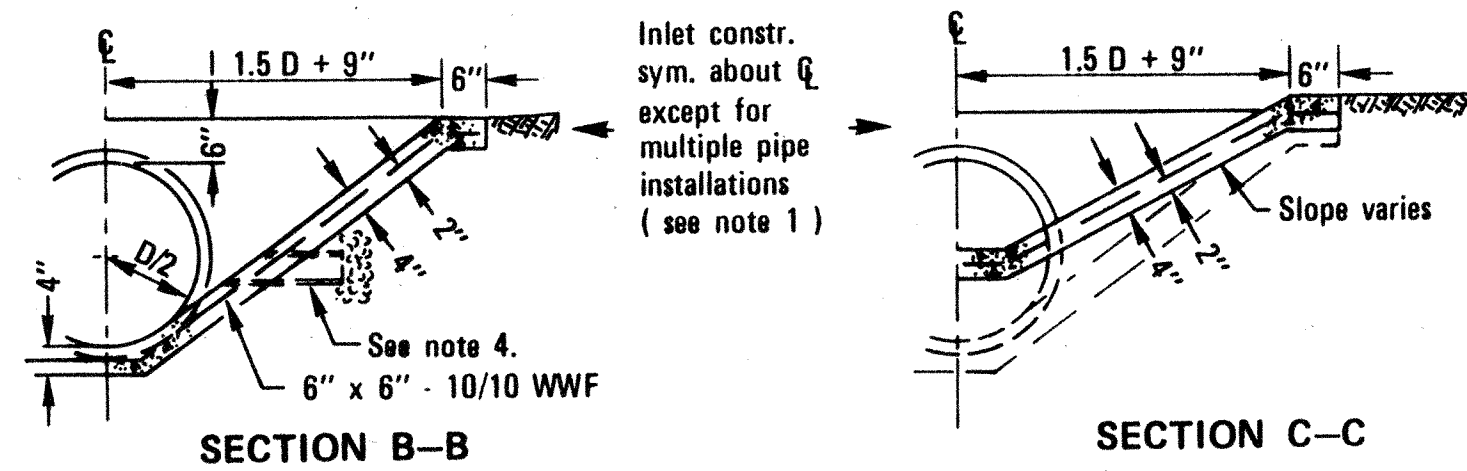 ℄
1.5 D + 9"
6"
6"
D/2
4"
2"
4"
See note 4.
6" x 6" - 10/10 WWF
SECTION B–B
Inlet constr.
sym. about ℄
except for
multiple pipe
installations
( see note 1 )
℄
1.5 D + 9"
6"
Slope varies
2"
4"
SECTION C–C